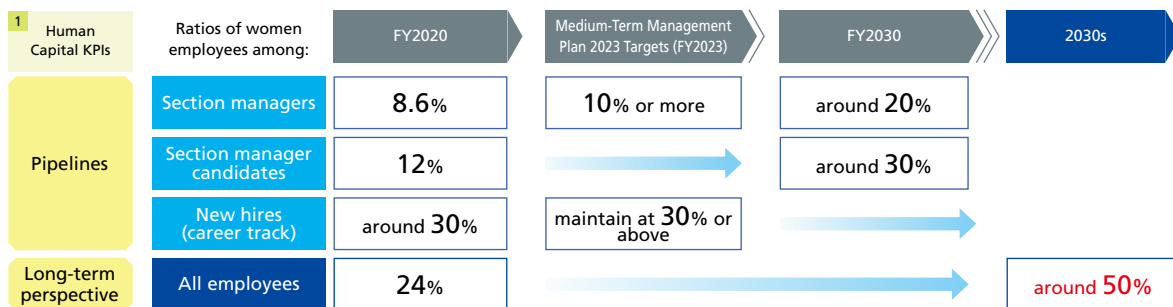 1
Human
Capital KPIs
Ratios of women
employees among:
FY2020
Medium-Term Management
Plan 2023 Targets (FY2023)
FY2030
2030s
Pipelines
Section managers
8.6%
10% or more
around 20%
Section manager
candidates
12%
around 30%
New hires
(career track)
around 30%
maintain at 30% or
above
Long-term
perspective
All employees
24%
around 50%